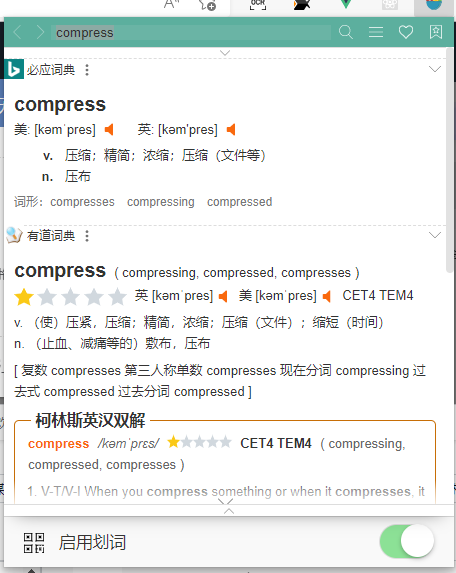 OCR
compress
必应词典
compress
美: [kəmˈpres] 英: [kəm'pres]
v. 压缩；精简；浓缩；压缩（文件等）
n. 压布
词形：compresses compressing compressed
有道词典
compress ( compressing, compressed, compresses )
英 [kəmˈpres] 美 [kəmˈpres] CET4 TEM4
v. （使）压紧，压缩；精简，浓缩；压缩（文件）；缩短（时间）
n. （止血、减痛等的）敷布，压布
[ 复数 compresses 第三人称单数 compresses 现在分词 compressing 过
去式 compressed 过去分词 compressed ]
柯林斯英汉双解
compress /kəmˈprɛs/ CET4 TEM4 ( compressing,
compressed, compresses )
1. V-T/V-I When you compress something or when it compresses, it
启用划词